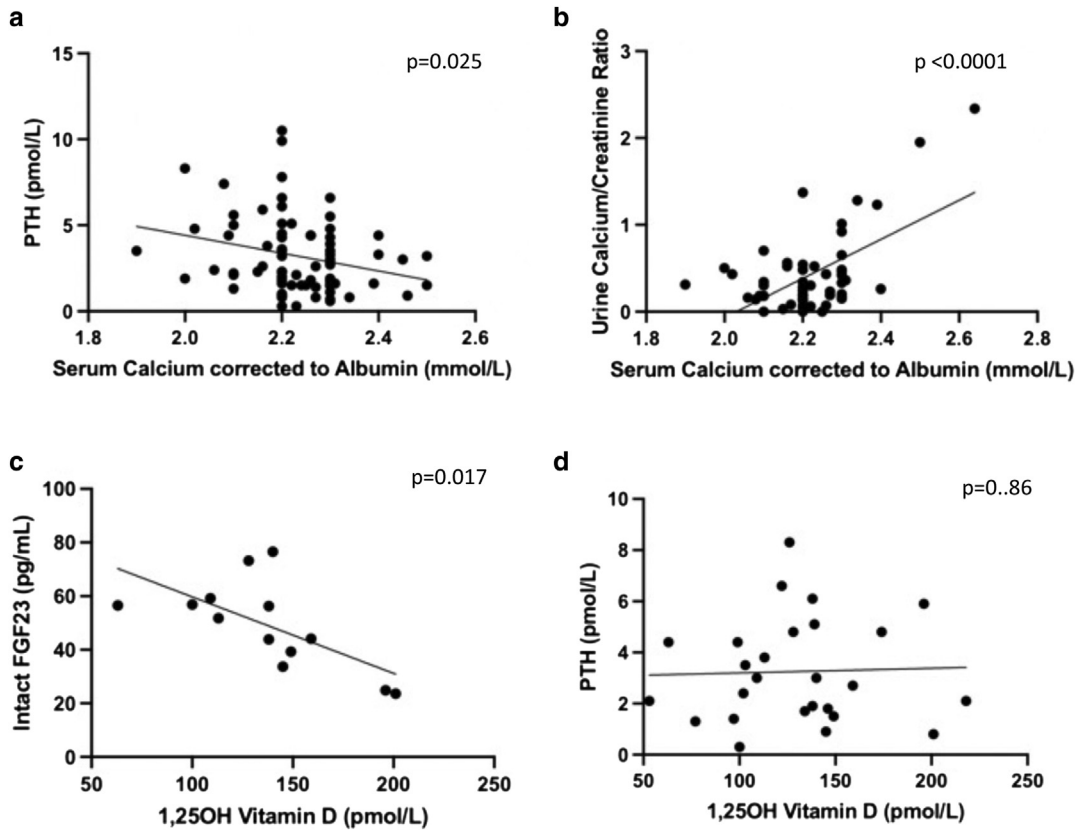 a
p=0.025
PTH (pmol/L)
15
10
5
0
1.8 2.0 2.2 2.4 2.6
Serum Calcium corrected to Albumin (mmol/L)
b
p <0.0001
Urine Calcium/Creatinine Ratio
3
2
1
0
1.8 2.0 2.2 2.4 2.6 2.8
Serum Calcium corrected to Albumin (mmol/L)
c
p=0.017
Intact FGF23 (pg/mL)
100
80
60
40
20
0
50 100 150 200 250
1,25OH Vitamin D (pmol/L)
d
p=0..86
PTH (pmol/L)
10
8
6
4
2
0
50 100 150 200 250
1,25OH Vitamin D (pmol/L)